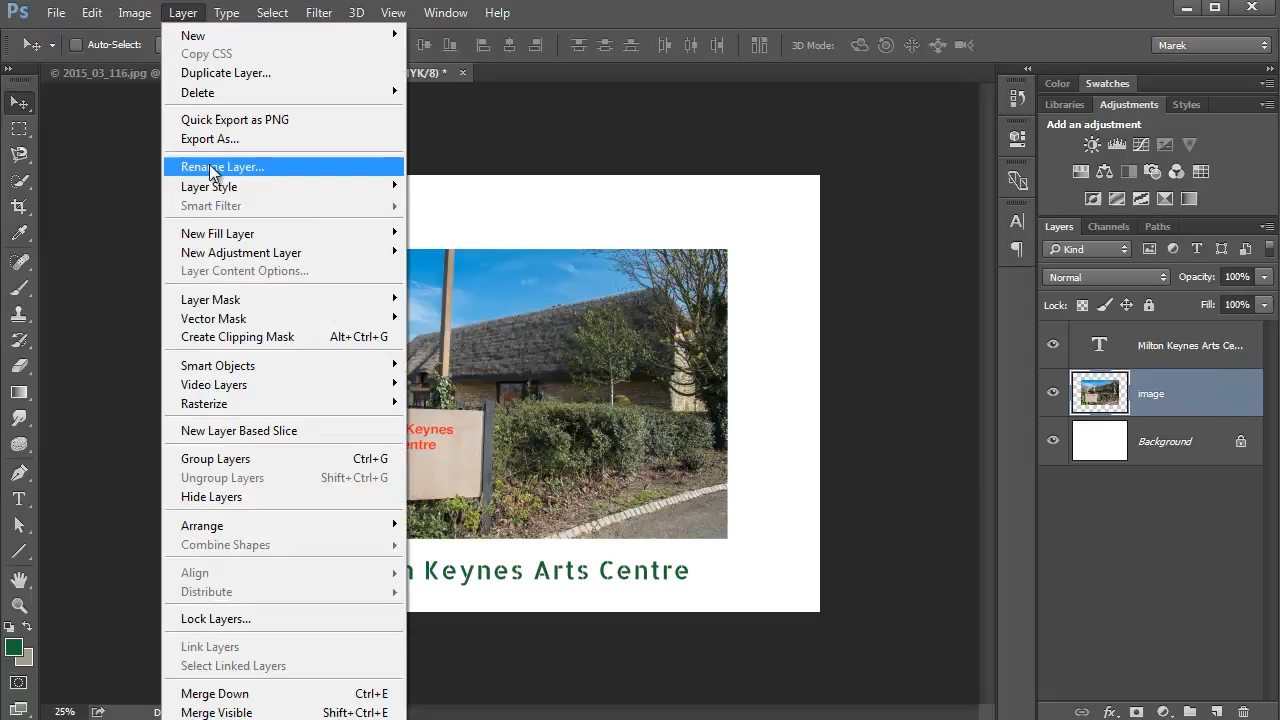 Ps File Edit Image Layer Type Select Filter 3D View Window Help
Auto-Select: 3D Mode: Marek
© 2015_03_116.jpg @ MYK/8) * ×
New
Copy CSS
Duplicate Layer...
Delete
Quick Export as PNG
Export As...
Rename Layer...
Layer Style
Smart Filter
New Fill Layer
New Adjustment Layer
Layer Content Options...
Layer Mask
Vector Mask
Create Clipping Mask Alt+Ctrl+G
Smart Objects
Video Layers
Rasterize
New Layer Based Slice
Group Layers Ctrl+G
Ungroup Layers Shift+Ctrl+G
Hide Layers
Arrange
Combine Shapes
Align
Distribute
Lock Layers...
Link Layers
Select Linked Layers
Merge Down Ctrl+E
Merge Visible Shift+Ctrl+E
Keynes
entre
n Keynes Arts Centre
25% D
Color Swatches
Libraries Adjustments Styles
Add an adjustment
Layers Channels Paths
Kind
Normal Opacity: 100%
Lock: Fill: 100%
T Milton Keynes Arts Ce...
image
Background